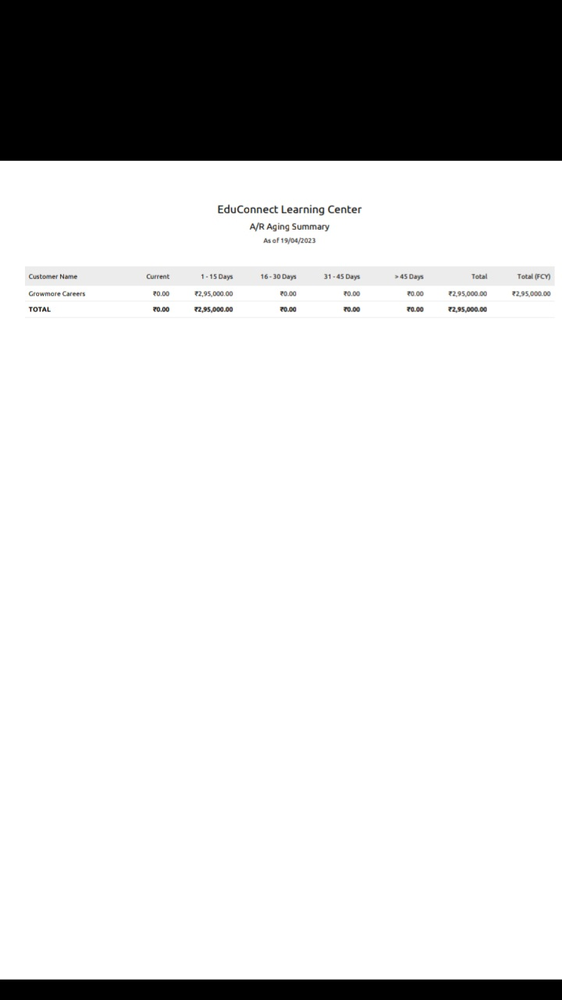 EduConnect Learning Center
A/R Aging Summary
As of 19/04/2023
Customer Name Current 1 - 15 Days 16 - 30 Days 31 - 45 Days > 45 Days Total Total (FCY)
Growmore Careers ₹0.00 ₹2,95,000.00 ₹0.00 ₹0.00 ₹0.00 ₹2,95,000.00 ₹2,95,000.00
TOTAL ₹0.00 ₹2,95,000.00 ₹0.00 ₹0.00 ₹0.00 ₹2,95,000.00